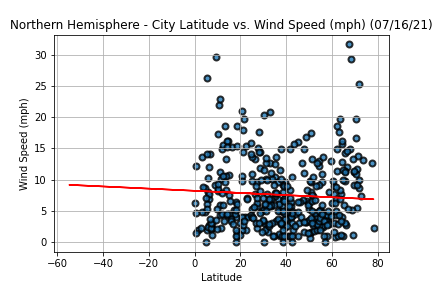 Northern Hemisphere - City Latitude vs. Wind Speed (mph) (07/16/21)
30
25
20
15
10
5
0
Wind Speed (mph)
−60 −40 −20 0 20 40 60 80
Latitude